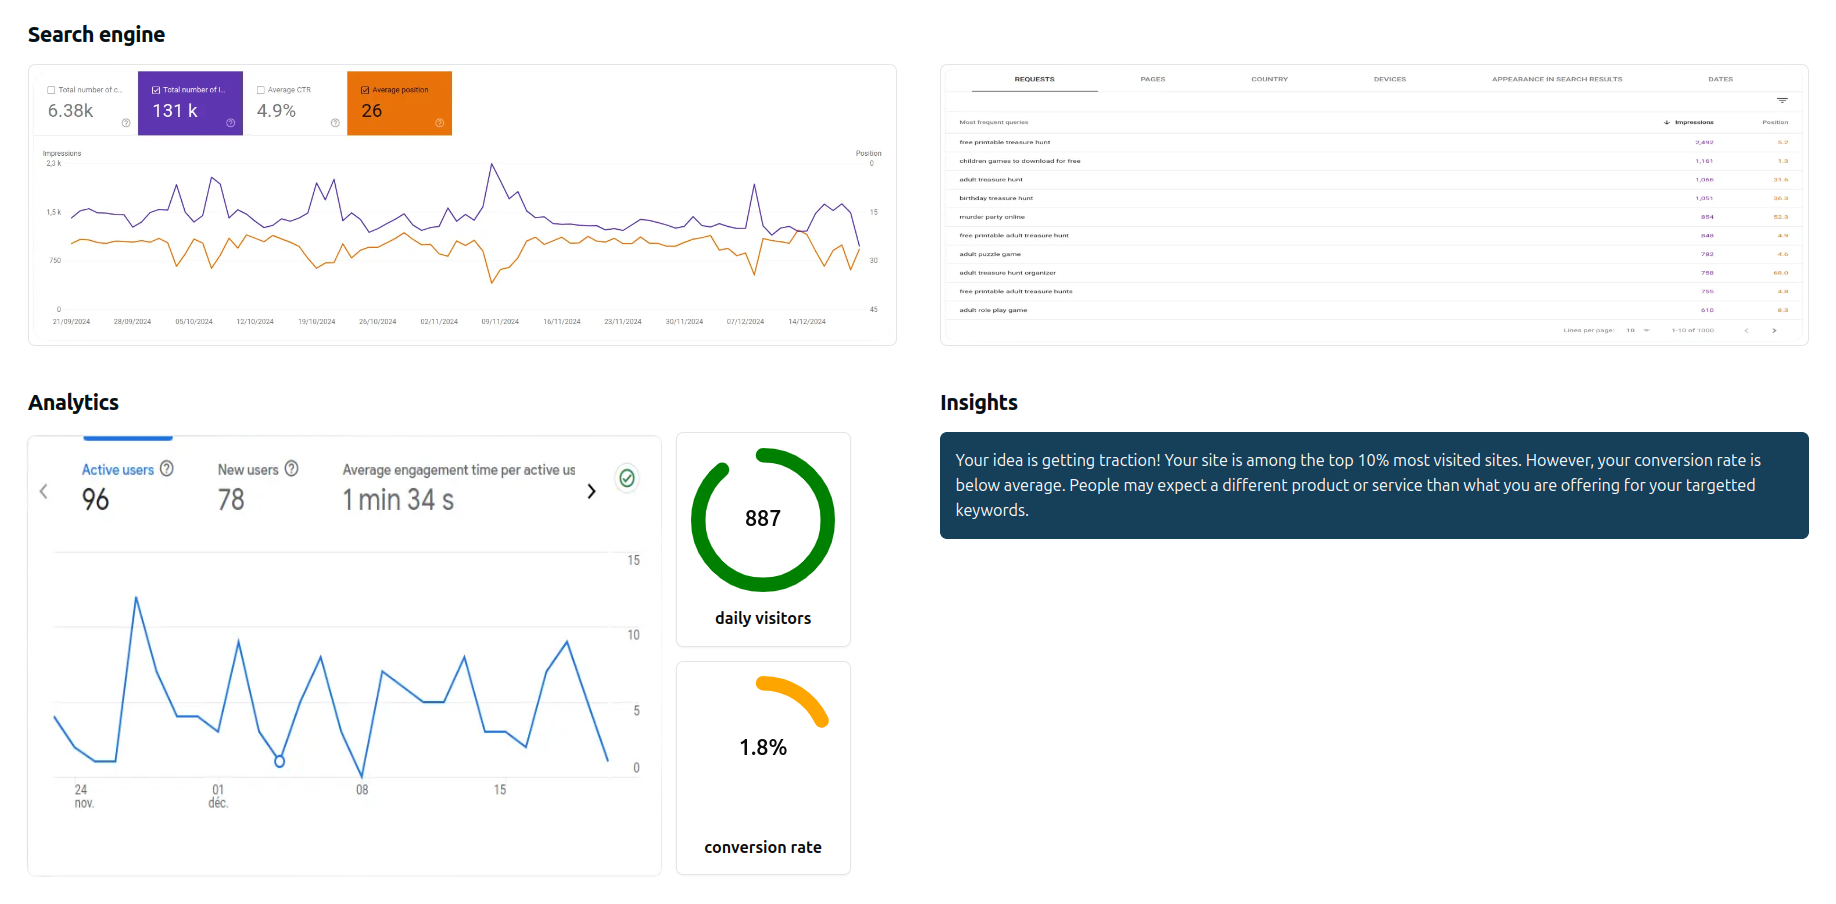 Search engine
Total number of c... Total number of I... Average CTR Average position
6.38k 131 k 4.9% 26
Impressions Position
2,3 k 0
1,5 k 15
750 30
0 45
21/09/2024 28/09/2024 05/10/2024 12/10/2024 19/10/2024 26/10/2024 02/11/2024 09/11/2024 16/11/2024 23/11/2024 30/11/2024 07/12/2024 14/12/2024
REQUESTS PAGES COUNTRY DEVICES APPEARANCE IN SEARCH RESULTS DATES
Most frequent queries Impressions Position
free printable treasure hunt 2,492 5.2
children games to download for free 1,181 1.3
adult treasure hunt 1,066 31.6
birthday treasure hunt 1,051 36.3
murder party online 854 52.3
free printable adult treasure hunt 848 4.9
adult puzzle game 782 4.6
adult treasure hunt organizer 758 68.0
free printable adult treasure hunts 755 4.8
adult role play game 610 8.3
Lines per page: 10 1-10 of 1000
Analytics
Active users New users Average engagement time per active us
96 78 1 min 34 s
15
10
5
0
24 01 08 15
nov. déc.
887
daily visitors
1.8%
conversion rate
Insights
Your idea is getting traction! Your site is among the top 10% most visited sites. However, your conversion rate is
below average. People may expect a different product or service than what you are offering for your targetted
keywords.